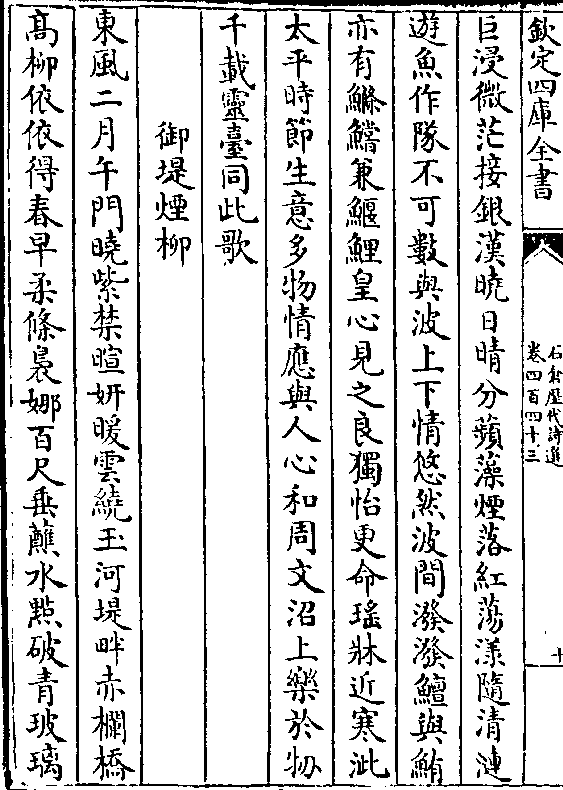 欽定四庫全書
石倉歴代詩選
卷四百四十三
十
巨浸微茫接銀漢曉日晴分蘋藻煙落紅蕩漾隨清漣
遊魚作隊不可數與波上下情悠然波間潑潑鱣與鮪
亦有鰷鱨兼鰋鯉皇心見之良獨怡更命瑤牀近寒泚
太平時節生意多物情應與人心和周文沼上樂於牣
千載靈臺同此歌
御堤煙柳
東風二月午門曉紫禁暄妍暖雲繞玉河堤畔赤欄橋
髙柳依依得春早柔條裊娜百尺垂蘸水㸃破青玻璃